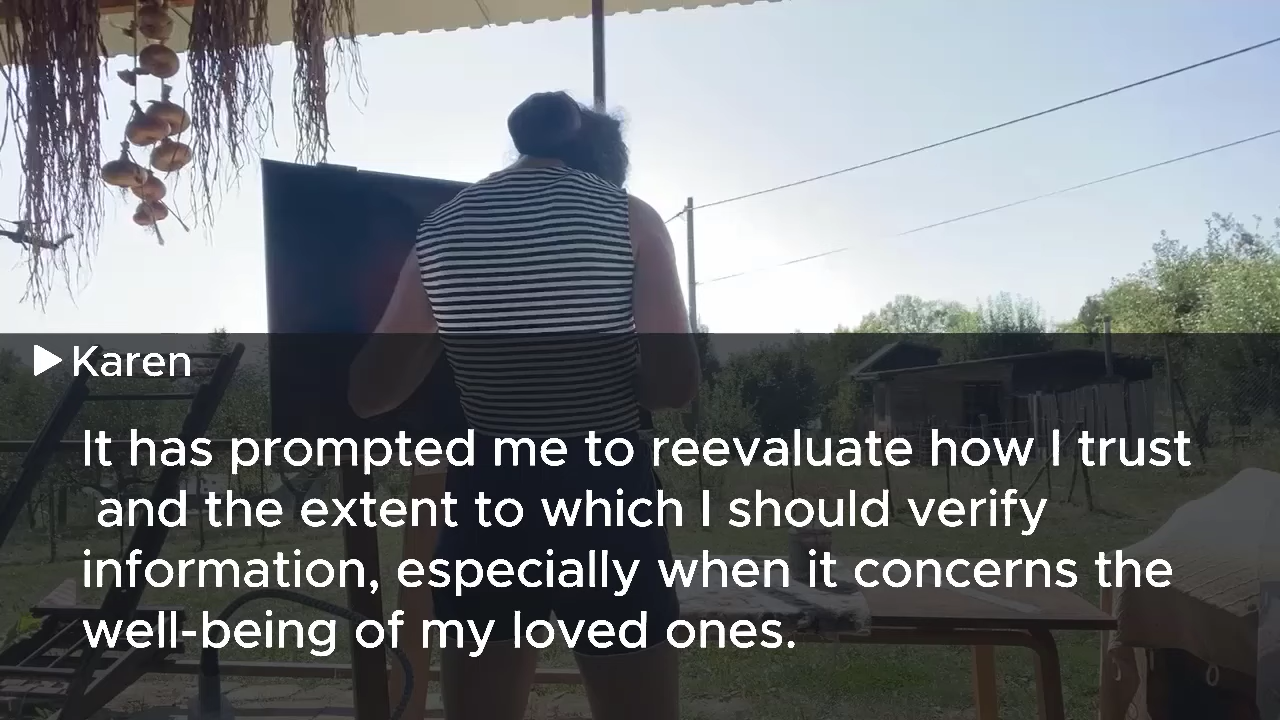 Karen
It has prompted me to reevaluate how I trust
and the extent to which I should verify
information, especially when it concerns the
well-being of my loved ones.